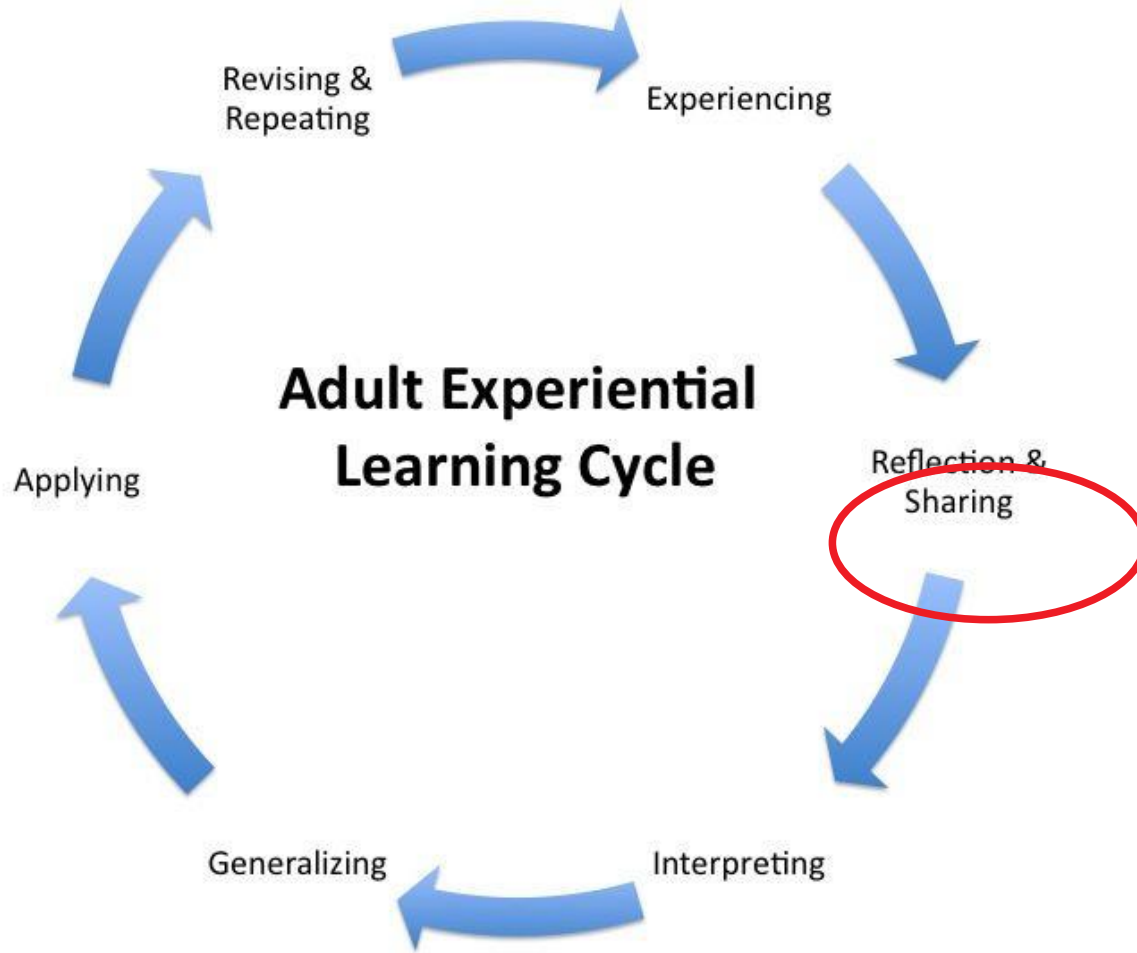 Revising &
Repeating
Experiencing
Adult Experiential
Learning Cycle
Reflection &
Sharing
Applying
Generalizing
Interpreting